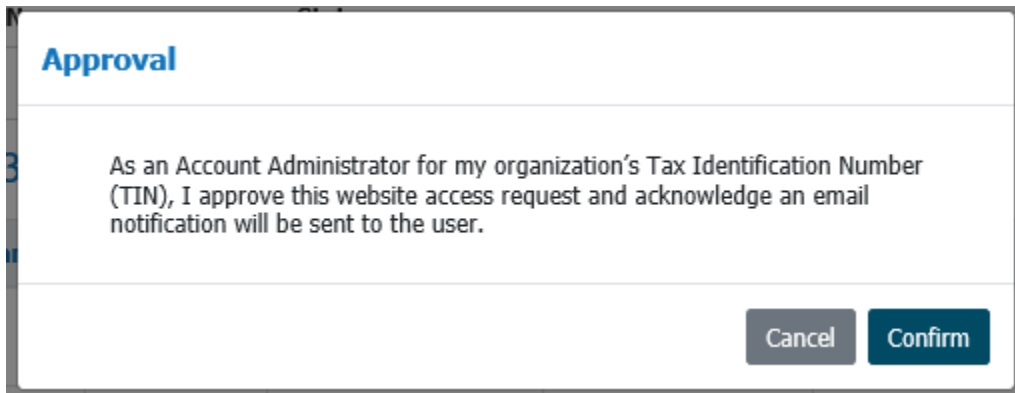 Approval
As an Account Administrator for my organization's Tax Identification Number
(TIN), I approve this website access request and acknowledge an email
notification will be sent to the user.
Cancel Confirm